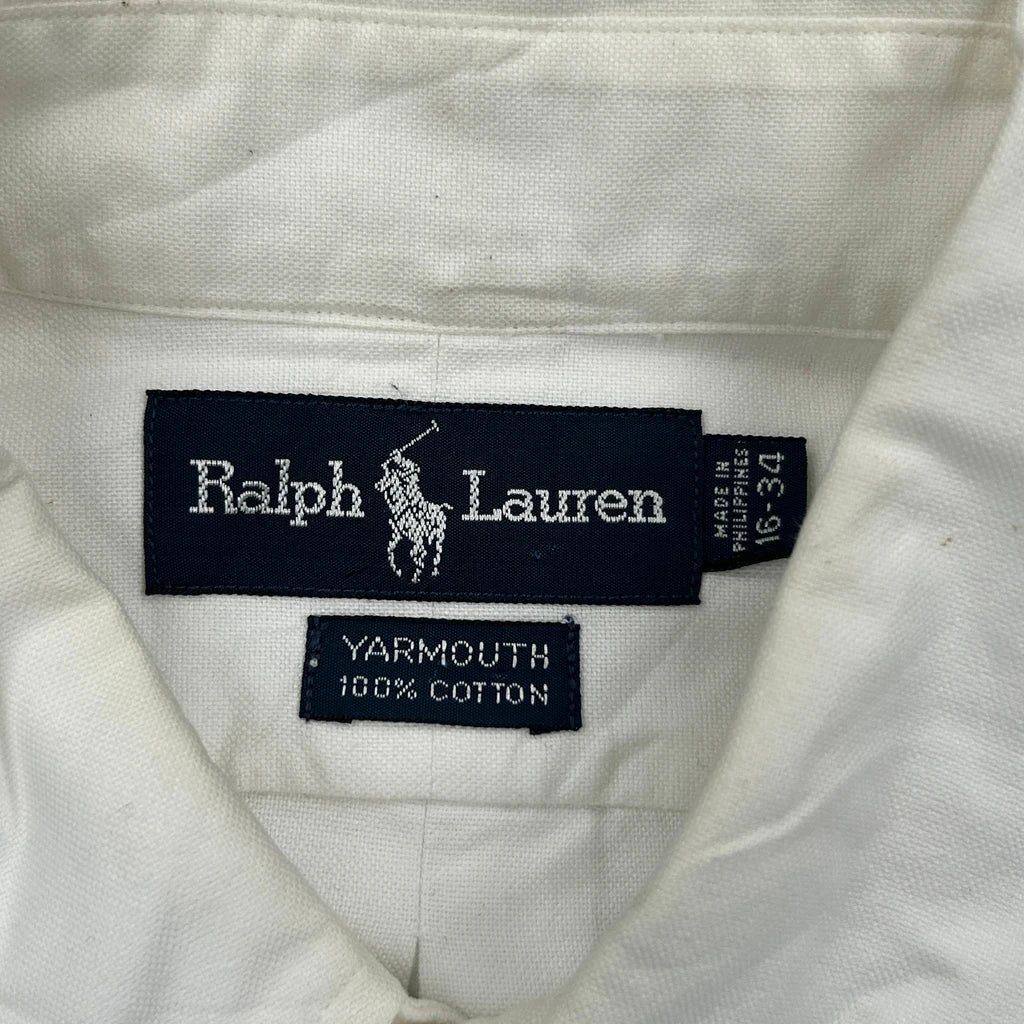 Ralph Lauren
MADE IN
PHILIPPINES
16-34
YARMOUTH
100% COTTON